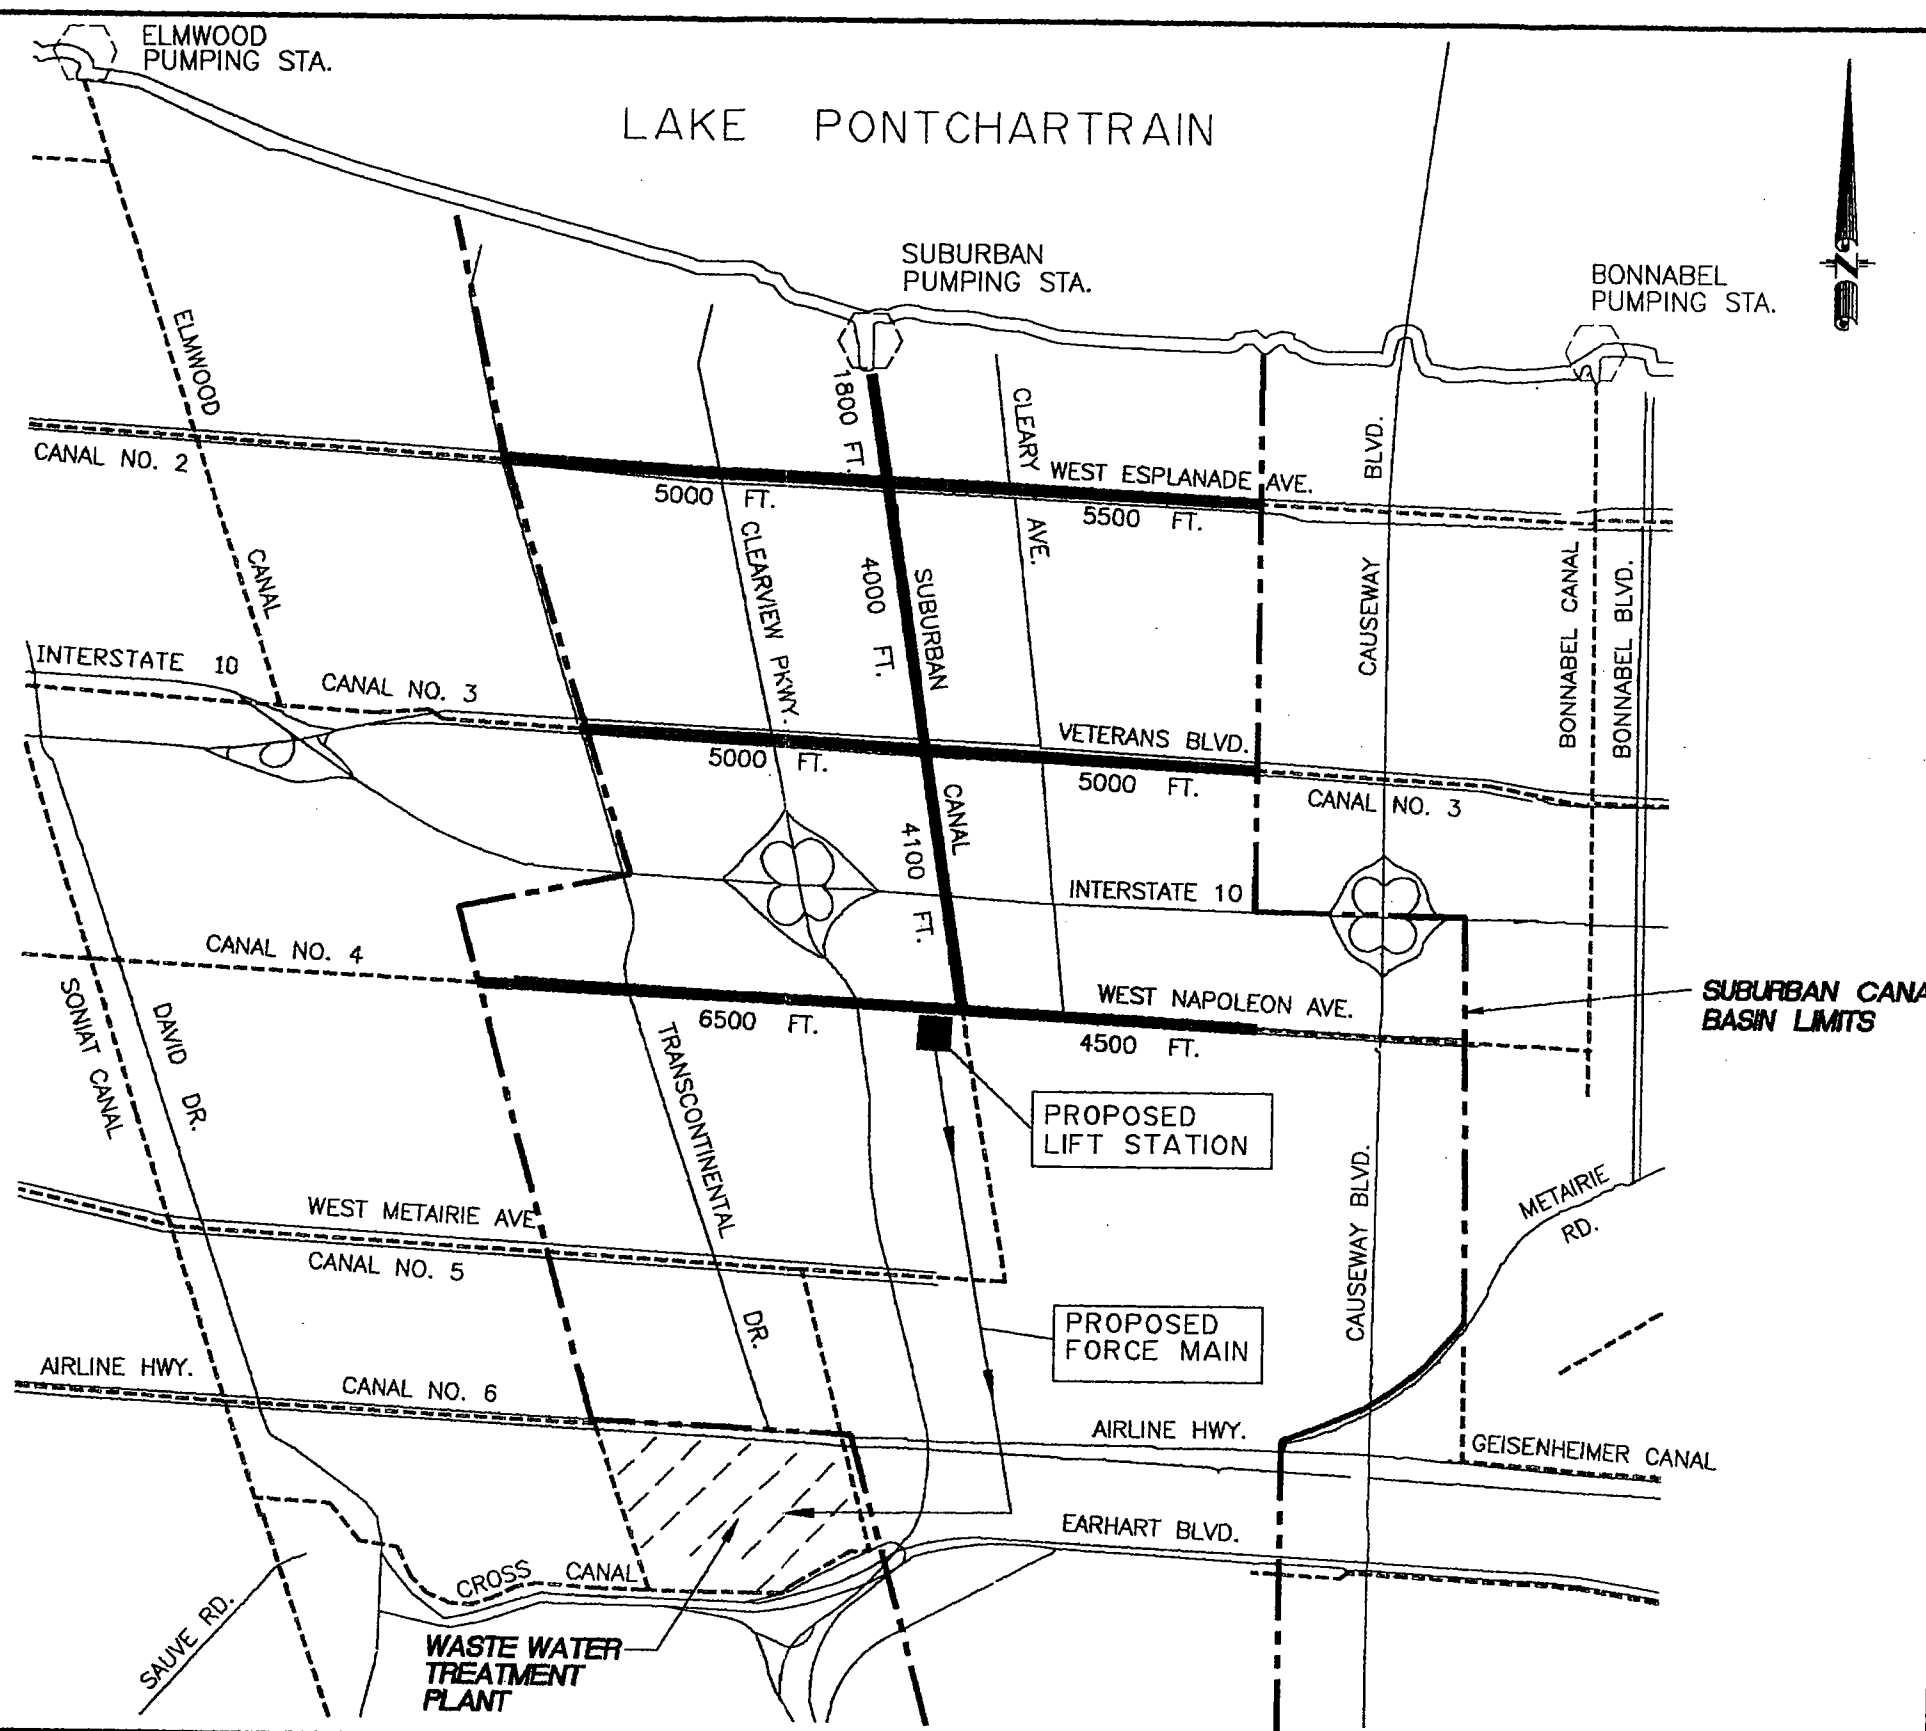 ELMWOOD
PUMPING STA.
LAKE PONTCHARTRAIN
SUBURBAN
PUMPING STA.
BONNABEL
PUMPING STA.
N
ELMWOOD
CANAL
1800 FT.
CLEARY
AVE.
BLVD.
CAUSEWAY
CANAL NO. 2
WEST ESPLANADE AVE.
5000 FT.
5500 FT.
CLEARVIEW PKWY.
4000 FT.
SUBURBAN
CANAL
BONNABEL CANAL
BONNABEL BLVD.
INTERSTATE 10
CANAL NO. 3
VETERANS BLVD.
5000 FT.
5000 FT.
CANAL NO. 3
4100 FT.
INTERSTATE 10
CANAL NO. 4
WEST NAPOLEON AVE.
SUBURBAN CANA
BASIN LIMITS
6500 FT.
4500 FT.
SONIAT CANAL
DAVID DR.
TRANSCONTINENTAL
DR.
PROPOSED
LIFT STATION
CAUSEWAY BLVD.
METAIRIE
RD.
WEST METAIRIE AVE
CANAL NO. 5
PROPOSED
FORCE MAIN
AIRLINE HWY.
CANAL NO. 6
AIRLINE HWY.
GEISENHEIMER CANAL
EARHART BLVD.
CROSS CANAL
SAUVE RD.
WASTE WATER
TREATMENT
PLANT